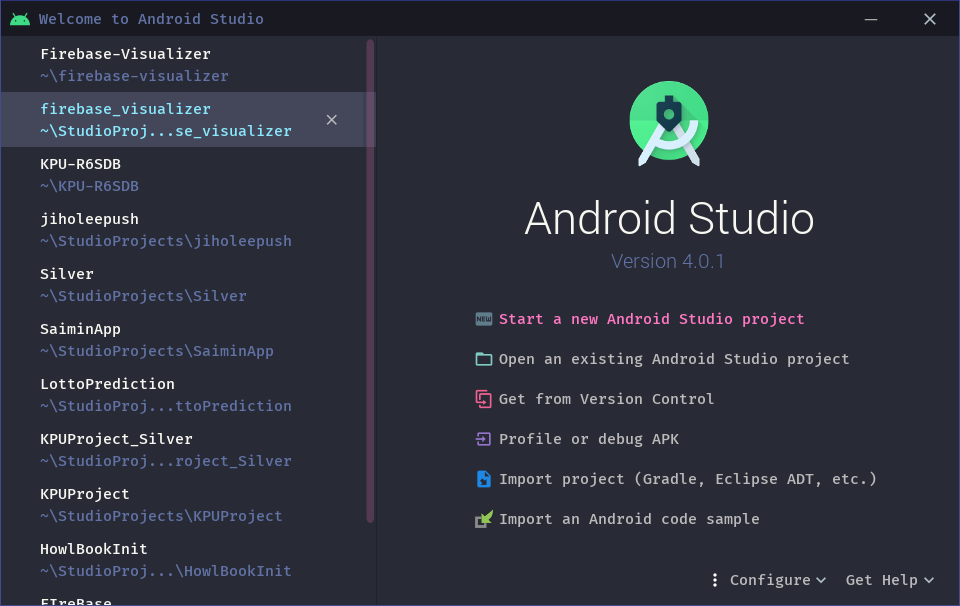 Welcome to Android Studio
Firebase-Visualizer
~\firebase-visualizer
firebase_visualizer
~\StudioProj...se_visualizer
KPU-R6SDB
~\KPU-R6SDB
jiholeepush
~\StudioProjects\jiholeepush
Silver
~\StudioProjects\Silver
SaiminApp
~\StudioProjects\SaiminApp
LottoPrediction
~\StudioProj...ttoPrediction
KPUProject_Silver
~\StudioProj...roject_Silver
KPUProject
~\StudioProjects\KPUProject
HowlBookInit
~\StudioProj...\HowlBookInit
FIreBase
Android Studio
Version 4.0.1
NEW Start a new Android Studio project
Open an existing Android Studio project
Get from Version Control
Profile or debug APK
Import project (Gradle, Eclipse ADT, etc.)
Import an Android code sample
Configure Get Help